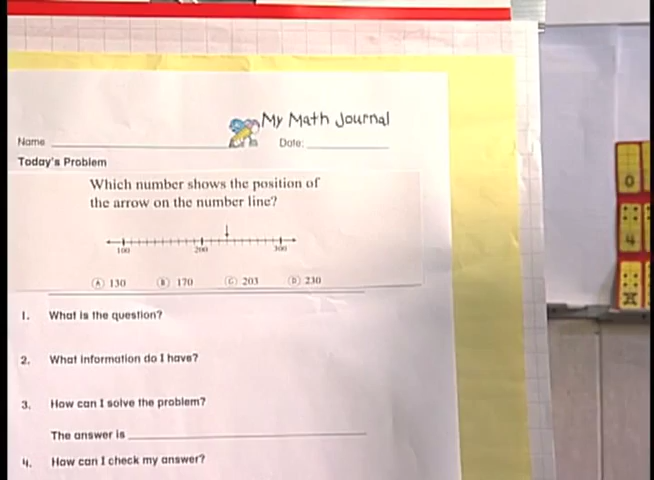 My Math Journal
Name Date:
Today's Problem
Which number shows the position of
the arrow on the number line?
100 200 300
A 130 B 170 C 203 D 230
1. What is the question?
2. What information do I have?
3. How can I solve the problem?
The answer is
4. How can I check my answer?
0
4